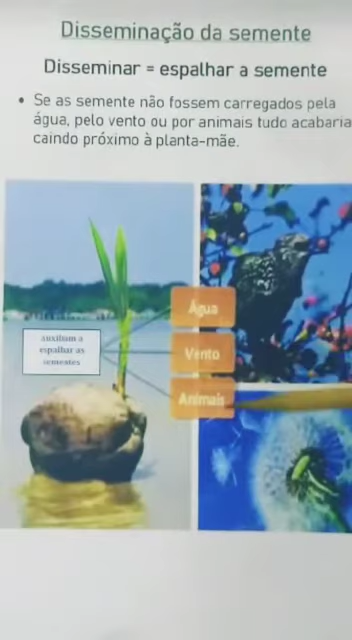 Disseminação da semente
Disseminar = espalhar a semente
• Se as semente não fossem carregados pela
água, pelo vento ou por animais tudo acabaria
caindo próximo à planta-mãe.
Água
Auxiliam a
espalhar as
sementes
Vento
Animais